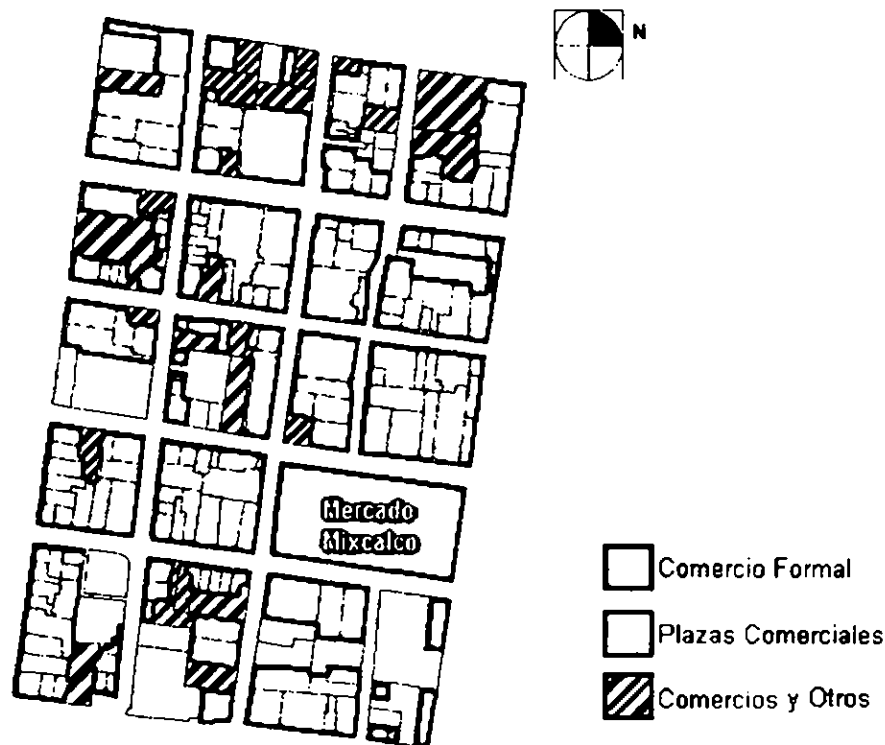 N
Mercado
Mixcalco
Comercio Formal
Plazas Comerciales
Comercios y Otros